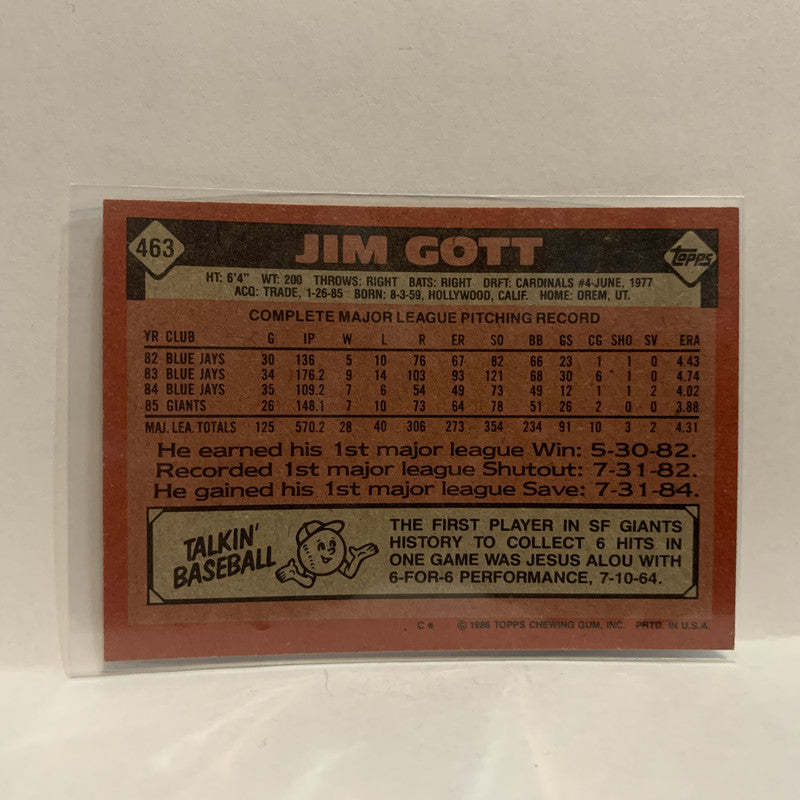 463
JIM GOTT
topps
HT: 6'4" WT: 200 THROWS: RIGHT BATS: RIGHT DRFT: CARDINALS #4-JUNE, 1977
ACQ: TRADE, 1-26-85 BORN: 8-3-59, HOLLYWOOD, CALIF. HOME: OREM, UT.
COMPLETE MAJOR LEAGUE PITCHING RECORD
YR CLUB G IP W L R ER SO BB GS CG SHO SV ERA
82 BLUE JAYS 30 136 5 10 76 67 82 66 23 1 1 0 4.43
83 BLUE JAYS 34 176.2 9 14 103 93 121 68 30 6 1 0 4.74
84 BLUE JAYS 35 109.2 7 6 54 49 73 49 12 1 1 2 4.02
85 GIANTS 26 148.1 7 10 73 64 78 51 26 2 0 0 3.88
MAJ. LEA. TOTALS 125 570.2 28 40 306 273 354 234 91 10 3 2 4.31
He earned his 1st major league Win: 5-30-82.
Recorded 1st major league Shutout: 7-31-82.
He gained his 1st major league Save: 7-31-84.
TALKIN'
BASEBALL
THE FIRST PLAYER IN SF GIANTS
HISTORY TO COLLECT 6 HITS IN
ONE GAME WAS JESUS ALOU WITH
6-FOR-6 PERFORMANCE, 7-10-64.
C* © 1986 TOPPS CHEWING GUM, INC. PRTD. IN U.S.A.